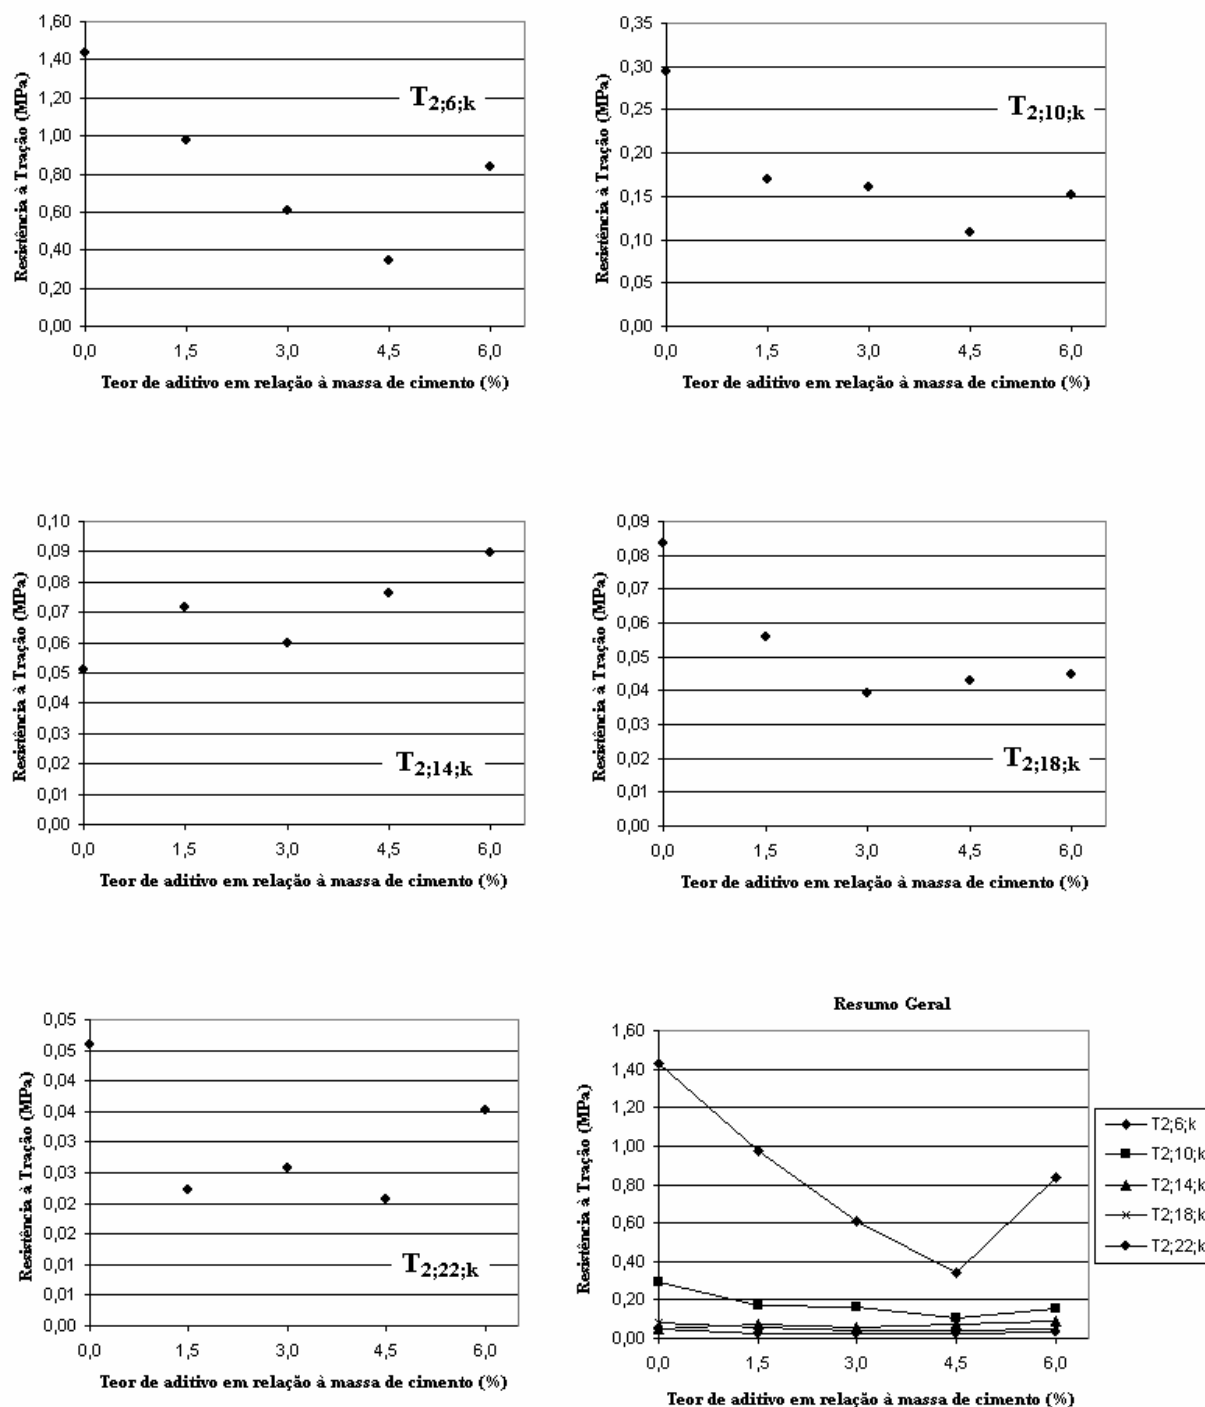 1,60
1,40
1,20
1,00
0,80
0,60
0,40
0,20
0,00
Resistência à Tração (MPa)
T2;6;k
0,0 1,5 3,0 4,5 6,0
Teor de aditivo em relação à massa de cimento (%)
0,35
0,30
0,25
0,20
0,15
0,10
0,05
0,00
Resistência à Tração (MPa)
T2;10;k
0,0 1,5 3,0 4,5 6,0
Teor de aditivo em relação à massa de cimento (%)
0,10
0,09
0,08
0,07
0,06
0,05
0,04
0,03
0,02
0,01
0,00
Resistência à Tração (MPa)
T2;14;k
0,0 1,5 3,0 4,5 6,0
Teor de aditivo em relação à massa de cimento (%)
0,09
0,08
0,07
0,06
0,05
0,04
0,03
0,02
0,01
0,00
Resistência à Tração (MPa)
T2;18;k
0,0 1,5 3,0 4,5 6,0
Teor de aditivo em relação à massa de cimento (%)
0,05
0,05
0,04
0,04
0,03
0,03
0,02
0,02
0,01
0,01
0,00
Resistência à Tração (MPa)
T2;22;k
0,0 1,5 3,0 4,5 6,0
Teor de aditivo em relação à massa de cimento (%)
Resumo Geral
1,60
1,40
1,20
1,00
0,80
0,60
0,40
0,20
0,00
Resistência à Tração (MPa)
0,0 1,5 3,0 4,5 6,0
Teor de aditivo em relação à massa de cimento (%)
T2;6;k
T2;10;k
T2;14;k
T2;18;k
T2;22;k